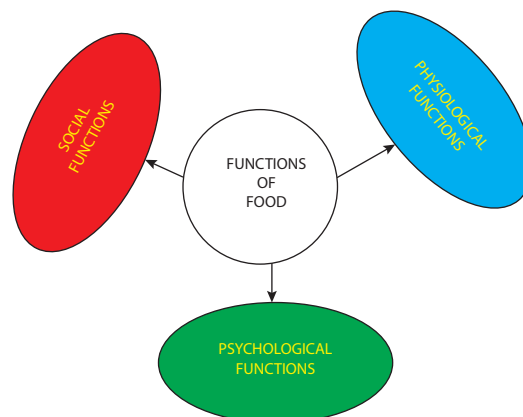 SOCIAL
FUNCTIONS
PHYSIOLOGICAL
FUNCTIONS
FUNCTIONS
OF
FOOD
PSYCHOLOGICAL
FUNCTIONS